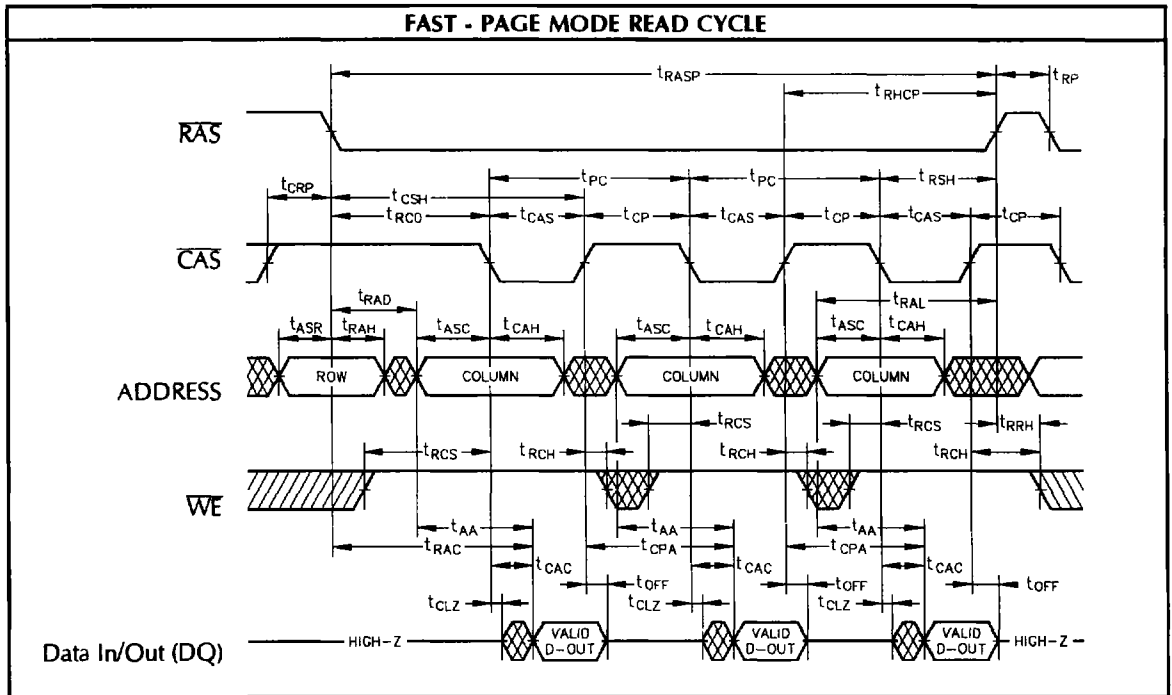 FAST - PAGE MODE READ CYCLE
tRASP
tRP
tRHCP
RAS
tCRP
tCSH
tPC
tPC
tRSH
tRCO
tCAS
tCP
tCAS
tCP
tCAS
tCP
CAS
tRAD
tRAL
tASR
tRAH
tASC
tCAH
tASC
tCAH
tASC
tCAH
ADDRESS
ROW
COLUMN
COLUMN
COLUMN
tRCS
tRCS
tRRH
tRCS
tRCH
tRCH
tRCH
WE
tAA
tAA
tAA
tRAC
tCPA
tCPA
tCAC
tCAC
tCAC
tOFF
tOFF
tOFF
tCLZ
tCLZ
tCLZ
Data In/Out (DQ)
HIGH-Z
VALID
D-OUT
VALID
D-OUT
VALID
D-OUT
HIGH-Z